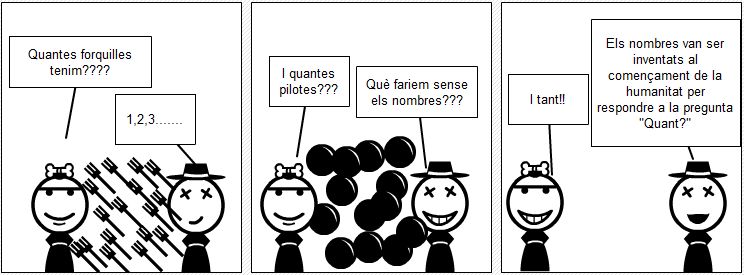 Quantes forquilles
tenim????
1,2,3.......
I quantes
pilotes???
Què fariem sense
els nombres???
I tant!!
Els nombres van ser
inventats al
començament de la
humanitat per
respondre a la pregunta
"Quant?"